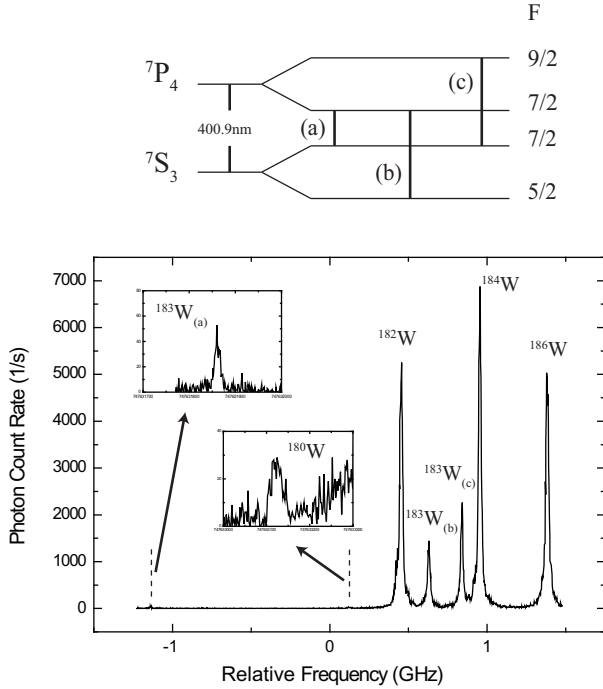 F
⁷P₄
9/2
(c)
7/2
400.9nm
(a)
7/2
⁷S₃
(b)
5/2
7000
6000
5000
4000
3000
2000
1000
0
Photon Count Rate (1/s)
¹⁸³W(a)
¹⁸⁰W
¹⁸²W
¹⁸³W(b)
¹⁸³W(c)
¹⁸⁴W
¹⁸⁶W
-1
0
1
Relative Frequency (GHz)